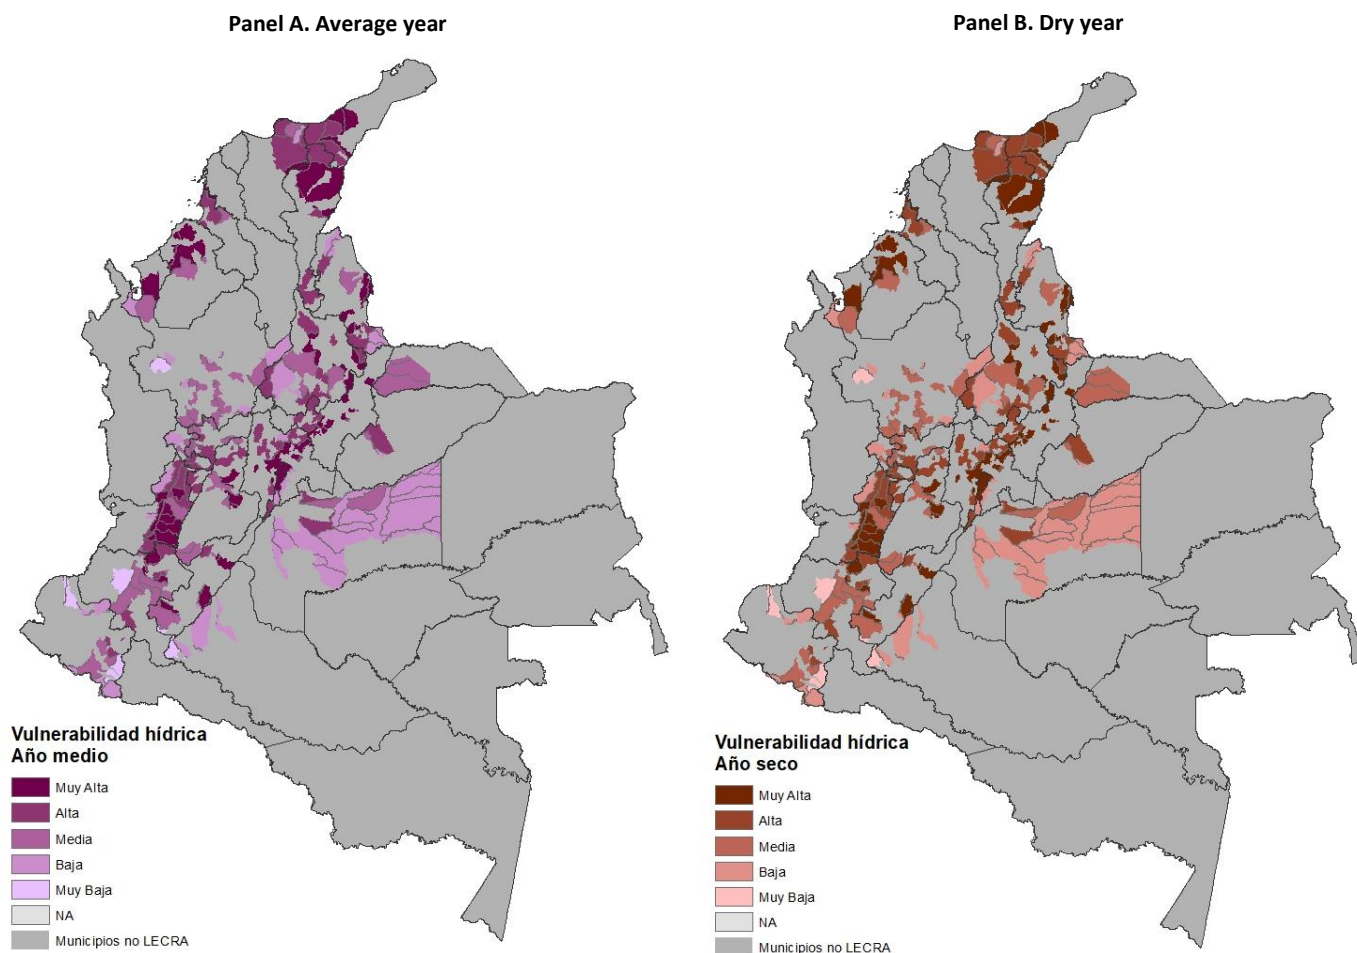 Panel A. Average year
Panel B. Dry year
Vulnerabilidad hídrica
Año medio
Muy Alta
Alta
Media
Baja
Muy Baja
NA
Municipios no LECRA
Vulnerabilidad hídrica
Año seco
Muy Alta
Alta
Media
Baja
Muy Baja
NA
Municipios no LECRA